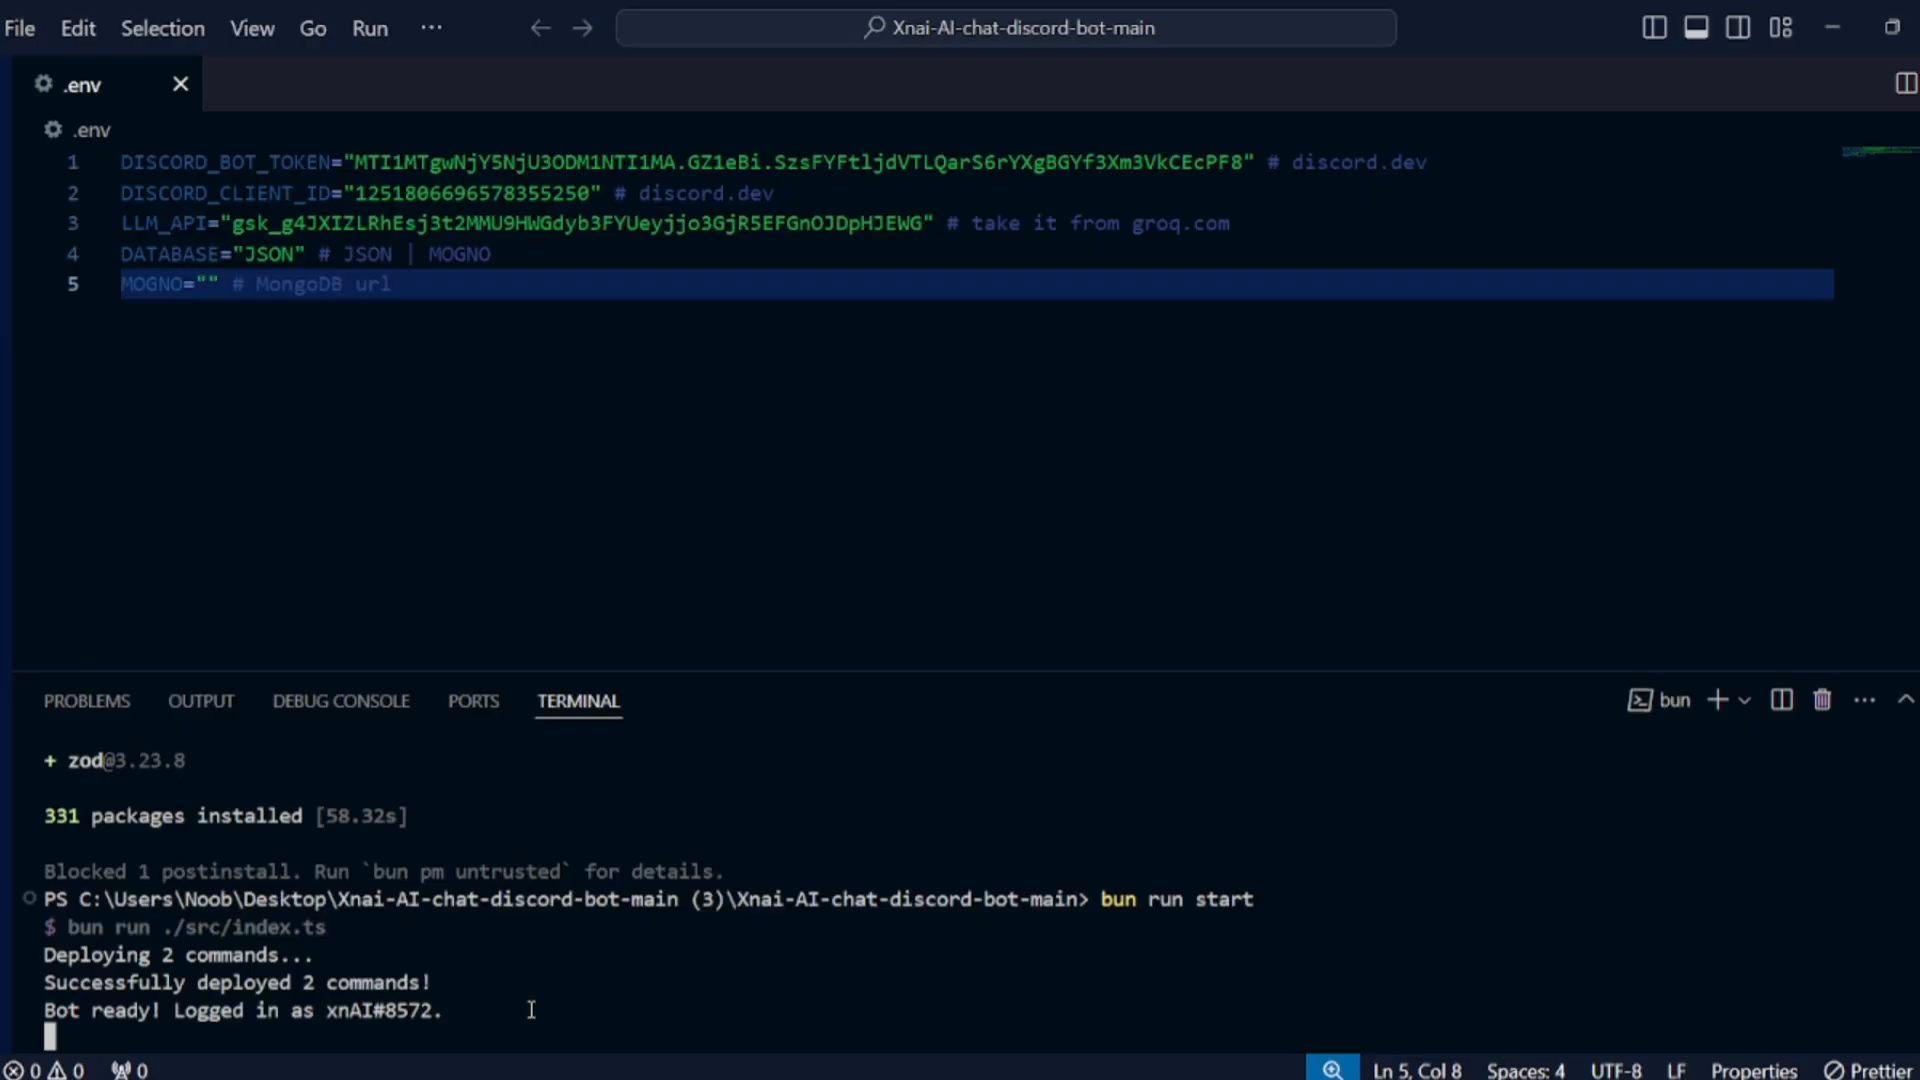 File Edit Selection View Go Run ···
Xnai-AI-chat-discord-bot-main
.env
.env
1 DISCORD_BOT_TOKEN="MTI1MTgwNjY5NjU3ODM1NTI1MA.GZ1eBi.SzsFYFtljdVTLQarS6rYXgBGYf3Xm3VkCEcPF8" # discord.dev
2 DISCORD_CLIENT_ID="1251806696578355250" # discord.dev
3 LLM_API="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" # take it from groq.com
4 DATABASE="JSON" # JSON | MOGNO
5 MOGNO="" # MongoDB url
PROBLEMS OUTPUT DEBUG CONSOLE PORTS TERMINAL
bun
+ zod@3.23.8
331 packages installed [58.32s]
Blocked 1 postinstall. Run `bun pm untrusted` for details.
PS C:\Users\Noob\Desktop\Xnai-AI-chat-discord-bot-main (3)\Xnai-AI-chat-discord-bot-main> bun run start
$ bun run ./src/index.ts
Deploying 2 commands...
Successfully deployed 2 commands!
Bot ready! Logged in as xnAI#8572.
0 0 0 Ln 5, Col 8 Spaces: 4 UTF-8 LF Properties Prettier